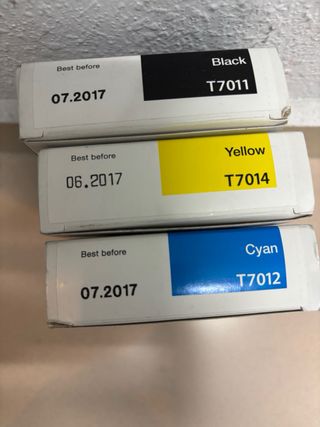 Best before
Black
07.2017
T7011
Best before
Yellow
06.2017
T7014
Best before
Cyan
07.2017
T7012